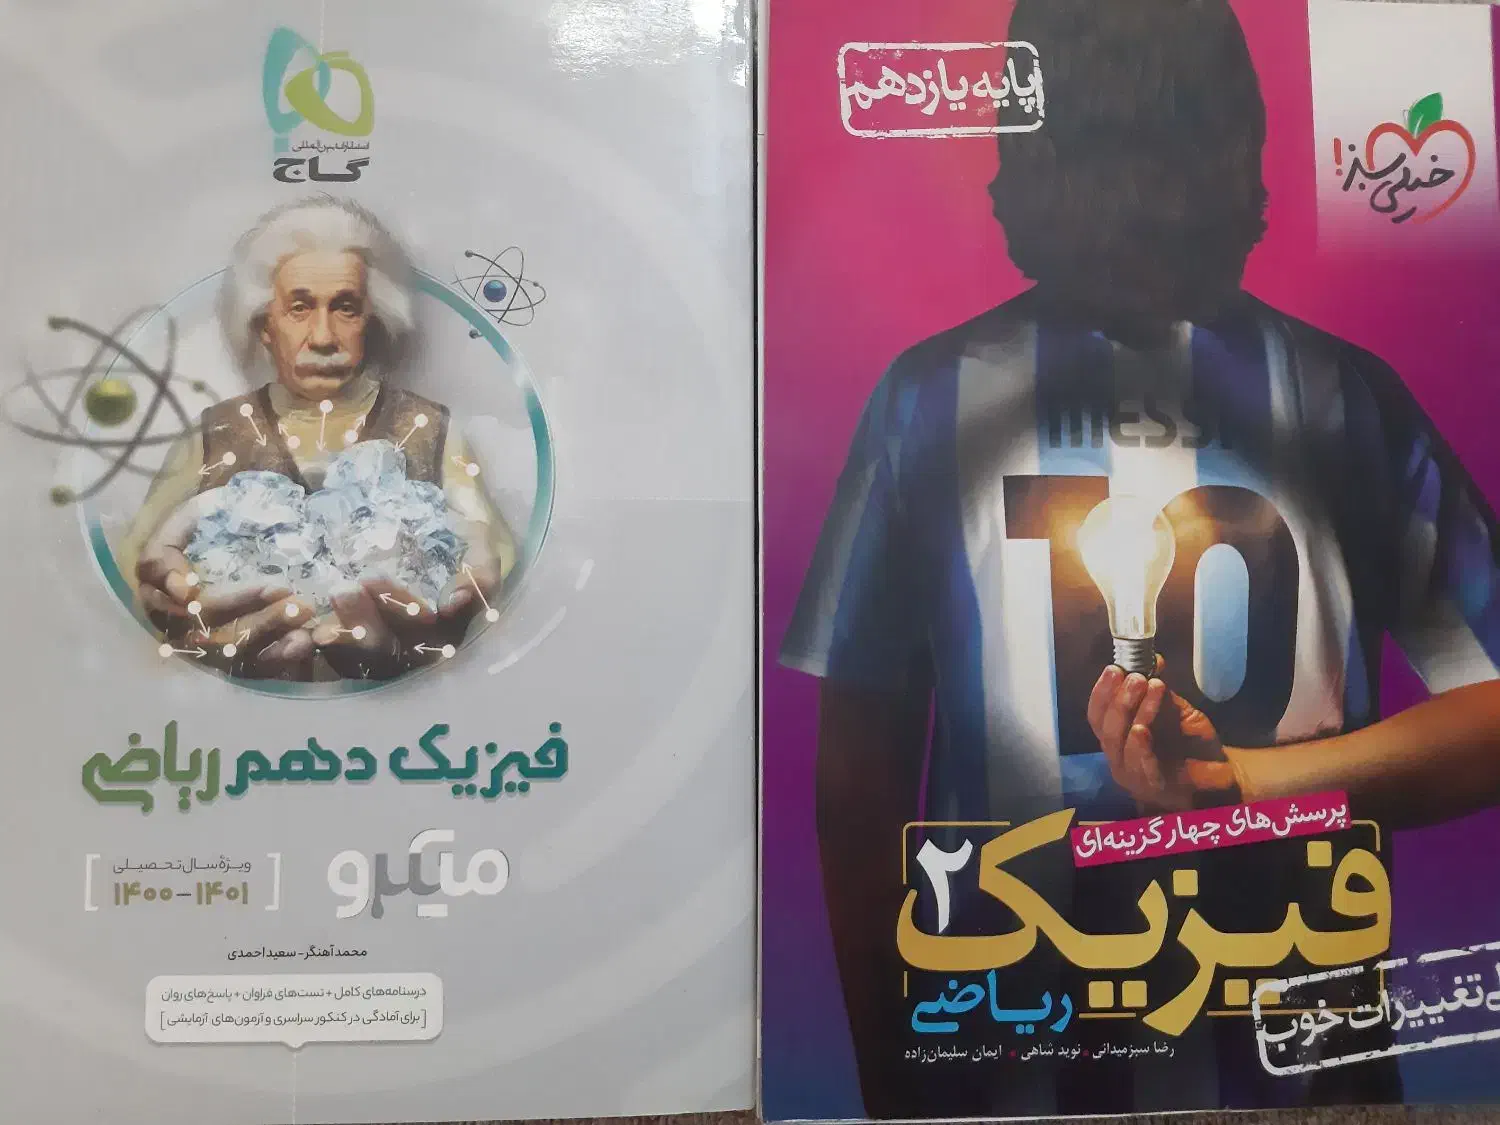 انتشارات بین‌المللی
گاج
فیزیک دهم ریاضی
میکرو
ویژهٔ سال تحصیلی
۱۴۰۰-۱۴۰۱
محمد آهنگر - سعید احمدی
درسنامه‌های کامل + تست‌های فراوان + پاسخ‌های روان
[برای آمادگی در کنکور سراسری و آزمون‌های آزمایشی]
پایه یازدهم
خیلی سبز!
MESSI
10
پرسش‌های چهارگزینه‌ای
فیزیک ۲
ریاضی
تغییرات خوب
رضا سبزمیدانی • نوید شاهی • ایمان سلیمان‌زاده